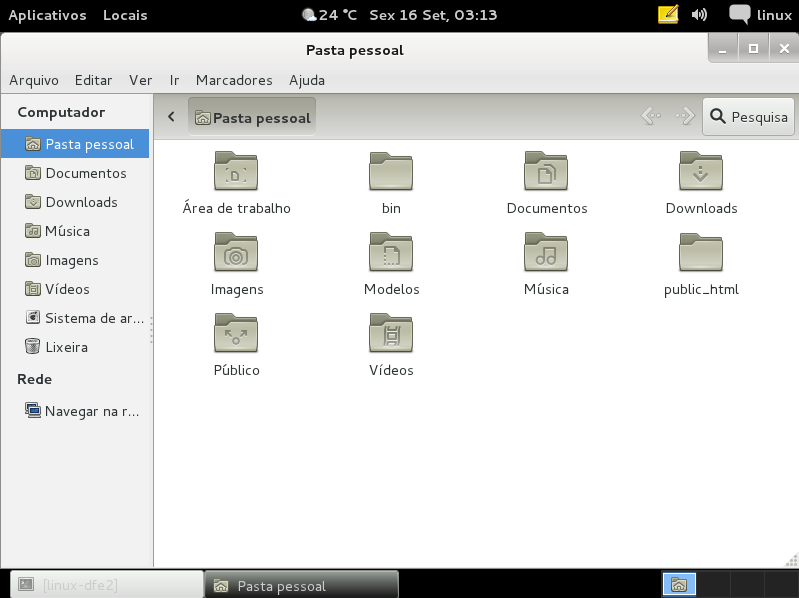 Aplicativos Locais 24 °C Sex 16 Set, 03:13 linux
Pasta pessoal
Arquivo Editar Ver Ir Marcadores Ajuda
Computador
Pasta pessoal
Documentos
Downloads
Música
Imagens
Vídeos
Sistema de ar...
Lixeira
Rede
Navegar na r...
Pasta pessoal Pesquisa
Área de trabalho bin Documentos Downloads
Imagens Modelos Música public_html
Público Vídeos
[linux-dfe2] Pasta pessoal